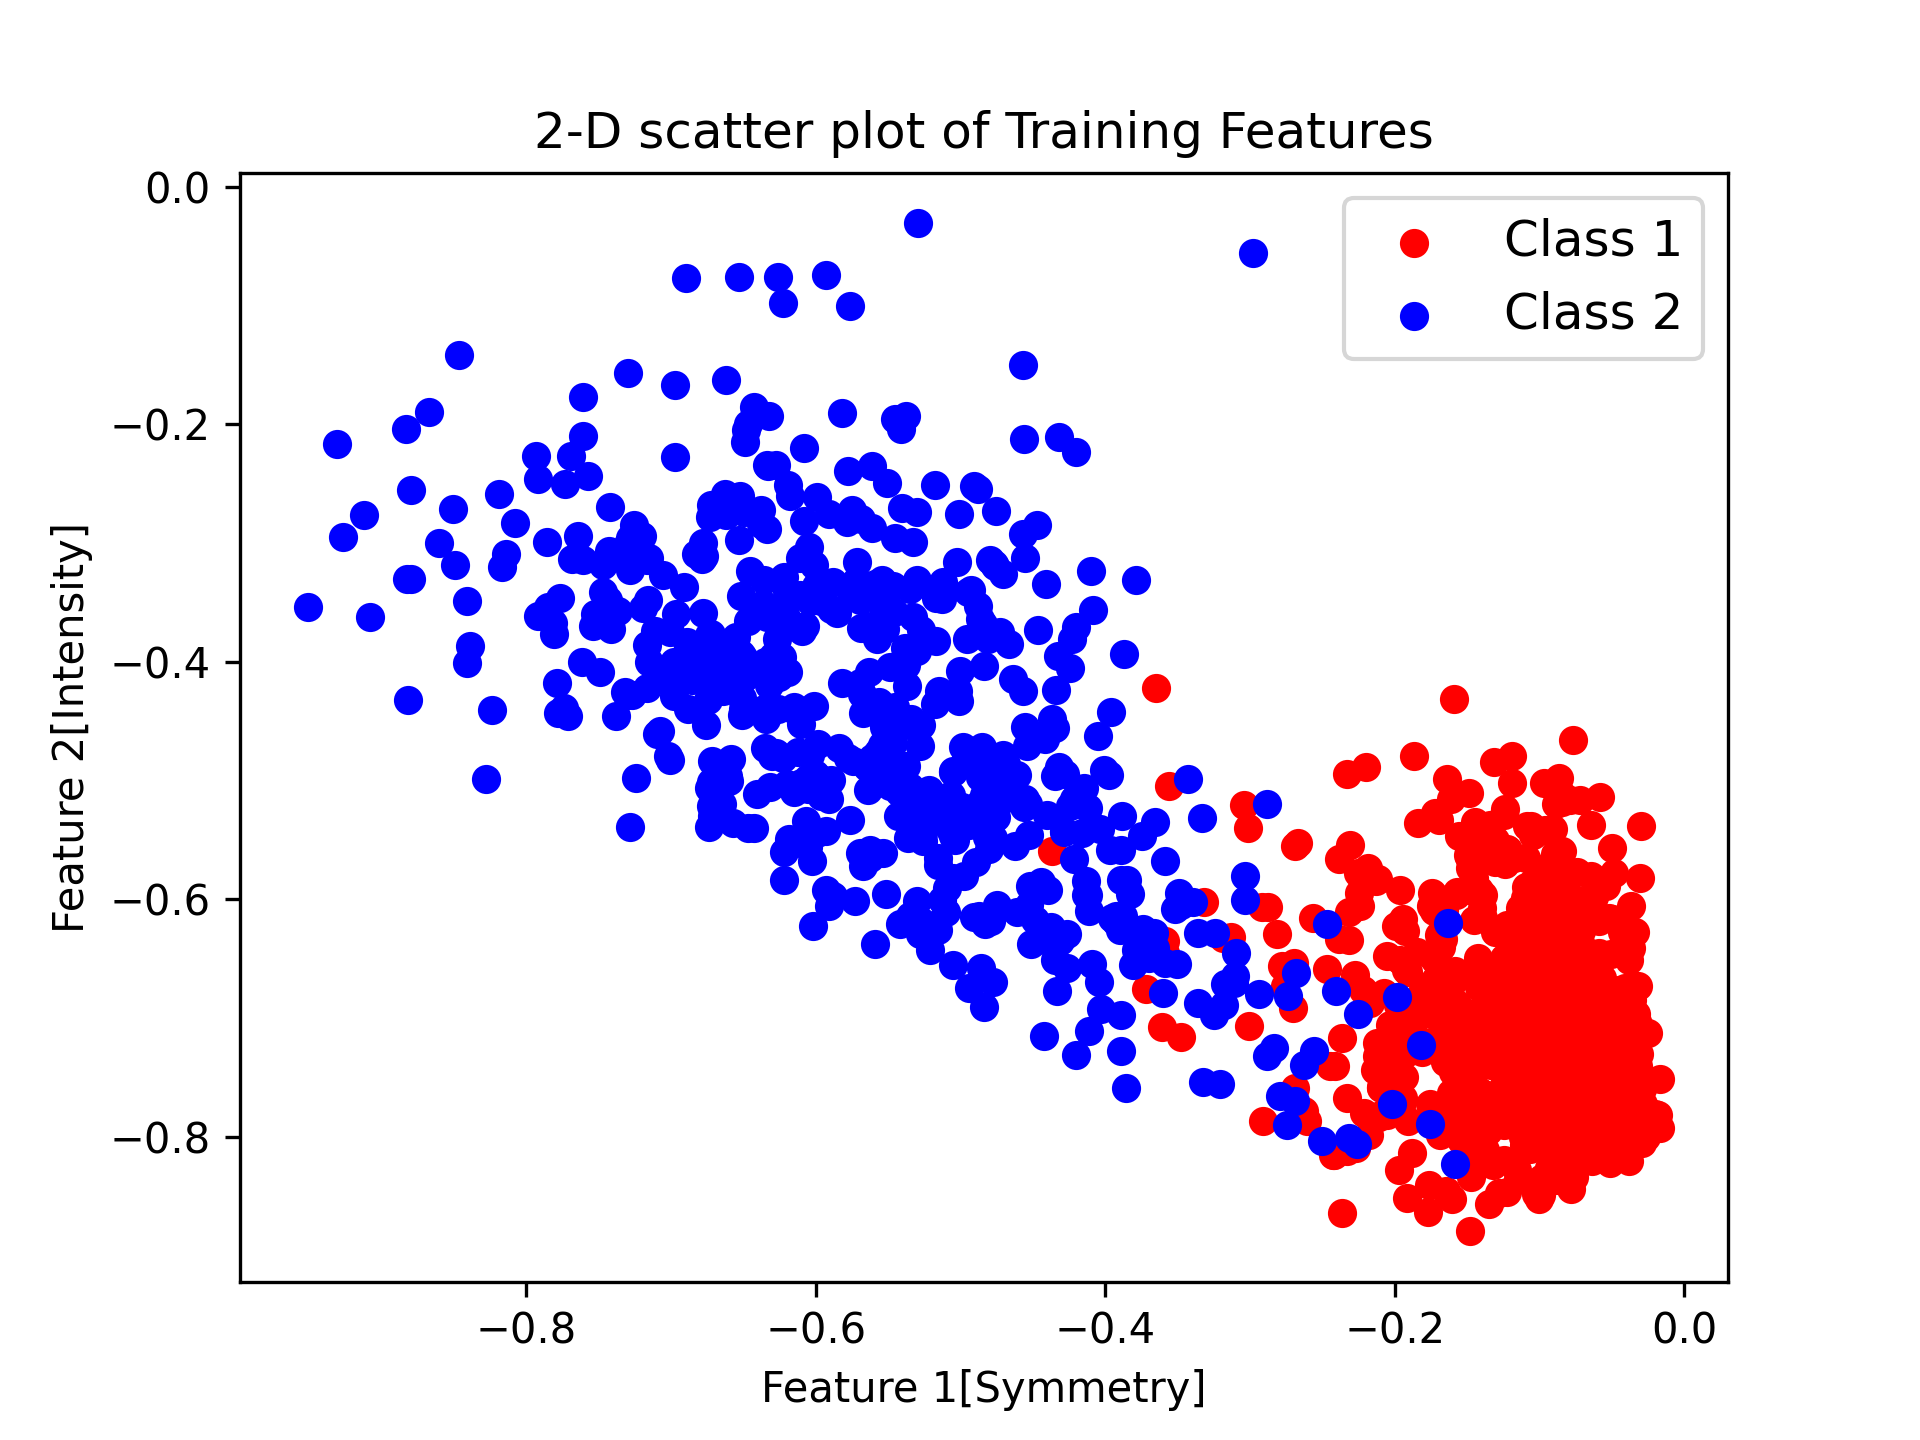 2-D scatter plot of Training Features
Class 1
Class 2
Feature 2[Intensity]
0.0
−0.2
−0.4
−0.6
−0.8
−0.8
−0.6
−0.4
−0.2
0.0
Feature 1[Symmetry]